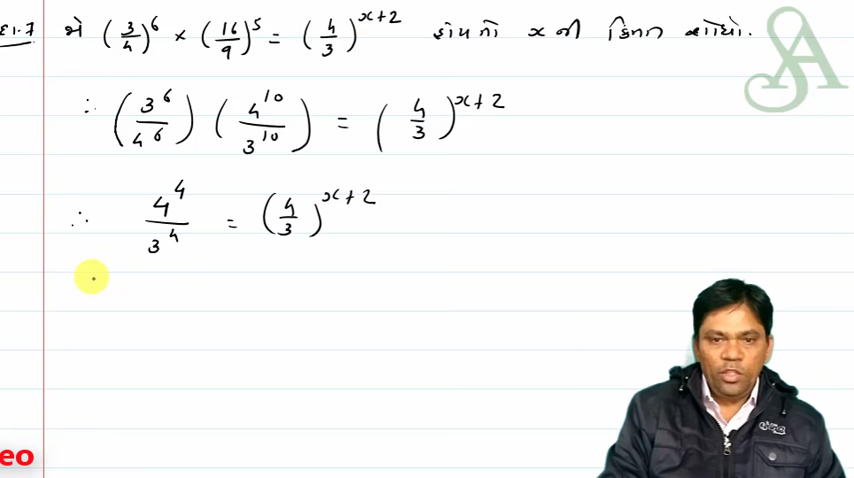 દા.7 જો (3/4)^6 × (16/9)^5 = (4/3)^(x+2) હોય તો x ની કિંમત શોધો.
∴ (3^6/4^6) (4^10/3^10) = (4/3)^(x+2)
∴ 4^4/3^4 = (4/3)^(x+2)
eo